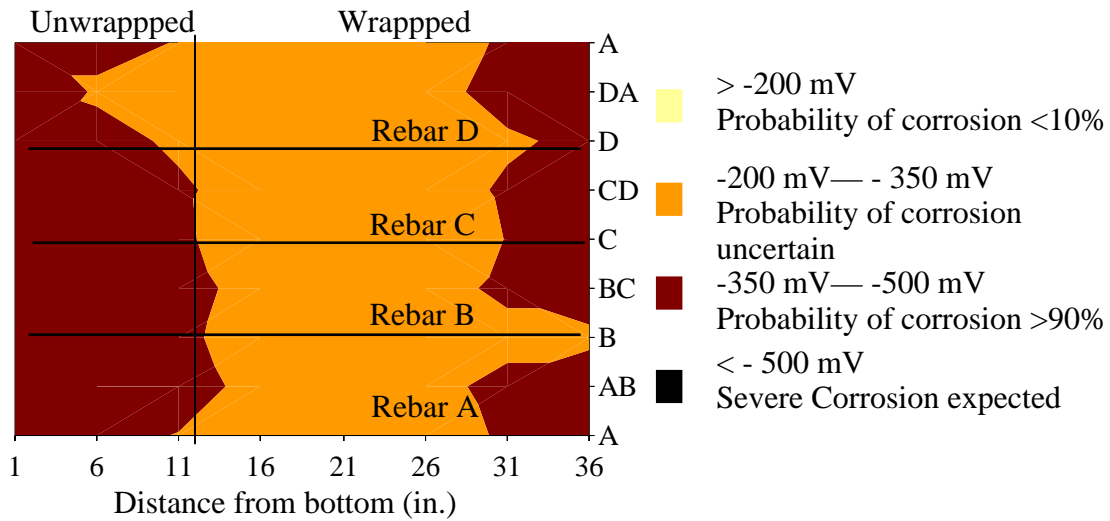 Unwrappped Wrappped
A
DA
D
CD
C
BC
B
AB
A
Rebar D
Rebar C
Rebar B
Rebar A
1 6 11 16 21 26 31 36
Distance from bottom (in.)
> -200 mV
Probability of corrosion <10%
-200 mV— - 350 mV
Probability of corrosion
uncertain
-350 mV— -500 mV
Probability of corrosion >90%
< - 500 mV
Severe Corrosion expected